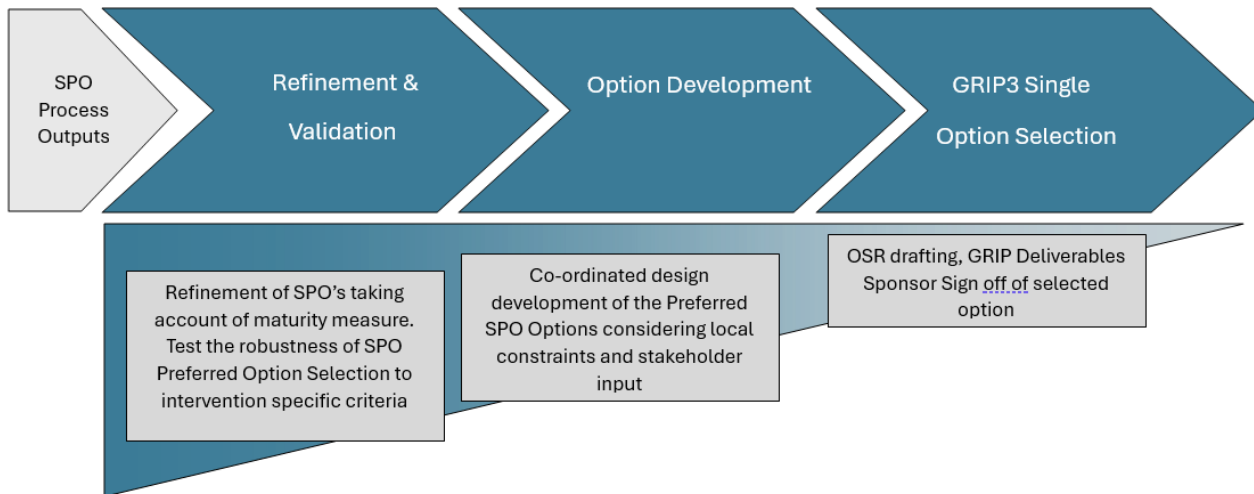 SPO
Process
Outputs
Refinement &
Validation
Option Development
GRIP3 Single
Option Selection
Refinement of SPO's taking
account of maturity measure.
Test the robustness of SPO
Preferred Option Selection to
intervention specific criteria
Co-ordinated design
development of the Preferred
SPO Options considering local
constraints and stakeholder
input
OSR drafting, GRIP Deliverables
Sponsor Sign off of selected
option